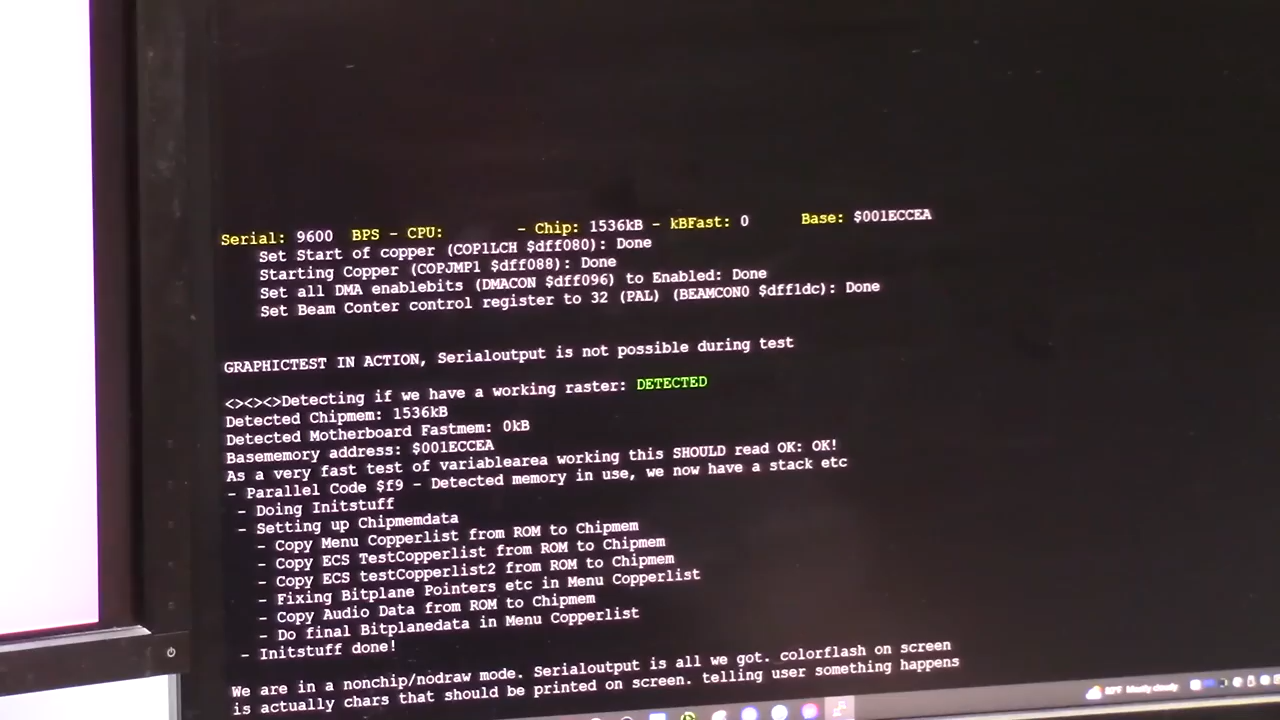 Serial: 9600 BPS - CPU: - Chip: 1536kB - kBFast: 0 Base: $001ECCEA
Set Start of copper (COP1LCH $dff080): Done
Starting Copper (COPJMP1 $dff088): Done
Set all DMA enablebits (DMACON $dff096) to Enabled: Done
Set Beam Conter control register to 32 (PAL) (BEAMCON0 $dff1dc): Done
GRAPHICTEST IN ACTION, Serialoutput is not possible during test
<><><>Detecting if we have a working raster: DETECTED
Detected Chipmem: 1536kB
Detected Motherboard Fastmem: 0kB
Basememory address: $001ECCEA
As a very fast test of variablearea working this SHOULD read OK: OK!
- Parallel Code $f9 - Detected memory in use, we now have a stack etc
- Doing Initstuff
- Setting up Chipmemdata
- Copy Menu Copperlist from ROM to Chipmem
- Copy ECS TestCopperlist from ROM to Chipmem
- Copy ECS testCopperlist2 from ROM to Chipmem
- Fixing Bitplane Pointers etc in Menu Copperlist
- Copy Audio Data from ROM to Chipmem
- Do final Bitplanedata in Menu Copperlist
- Initstuff done!
We are in a nonchip/nodraw mode. Serialoutput is all we got. colorflash on screen
is actually chars that should be printed on screen. telling user something happens
Mostly cloudy